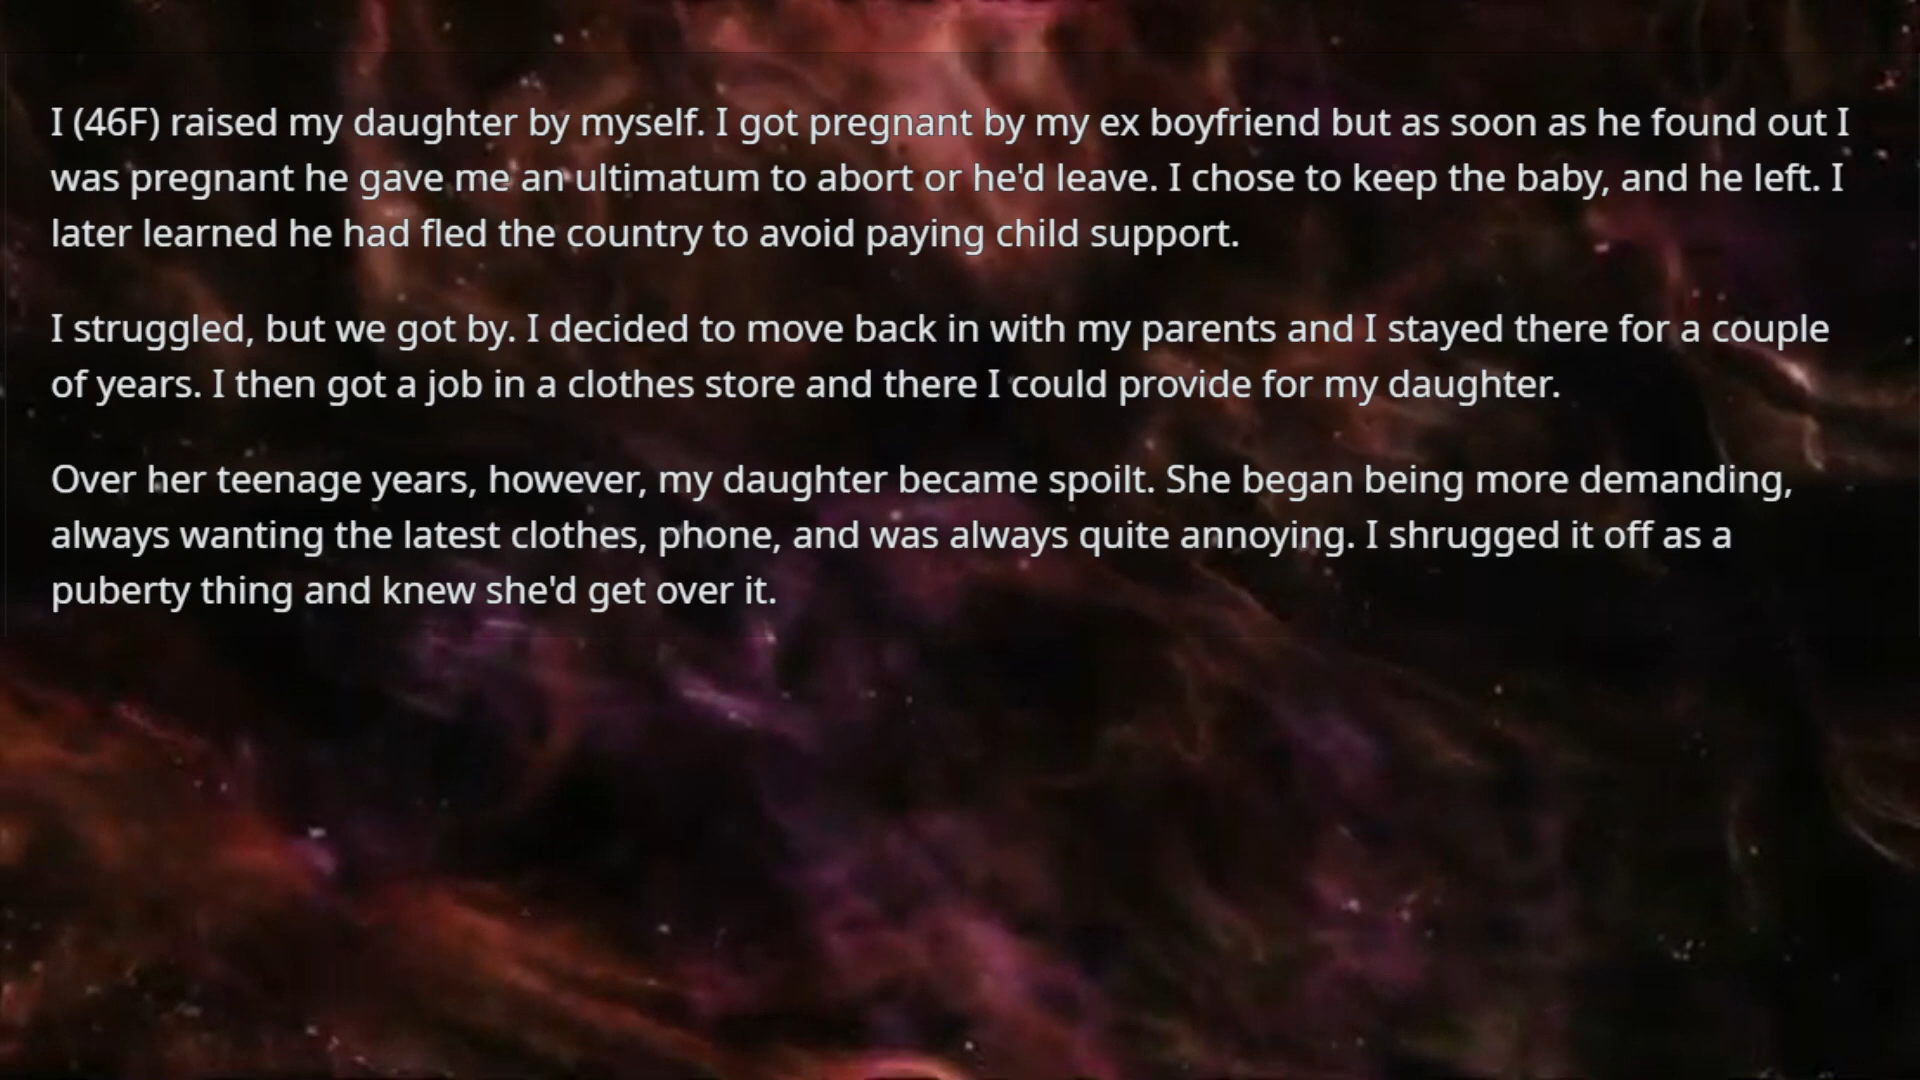 I (46F) raised my daughter by myself. I got pregnant by my ex boyfriend but as soon as he found out I
was pregnant he gave me an ultimatum to abort or he'd leave. I chose to keep the baby, and he left. I
later learned he had fled the country to avoid paying child support.
I struggled, but we got by. I decided to move back in with my parents and I stayed there for a couple
of years. I then got a job in a clothes store and there I could provide for my daughter.
Over her teenage years, however, my daughter became spoilt. She began being more demanding,
always wanting the latest clothes, phone, and was always quite annoying. I shrugged it off as a
puberty thing and knew she'd get over it.